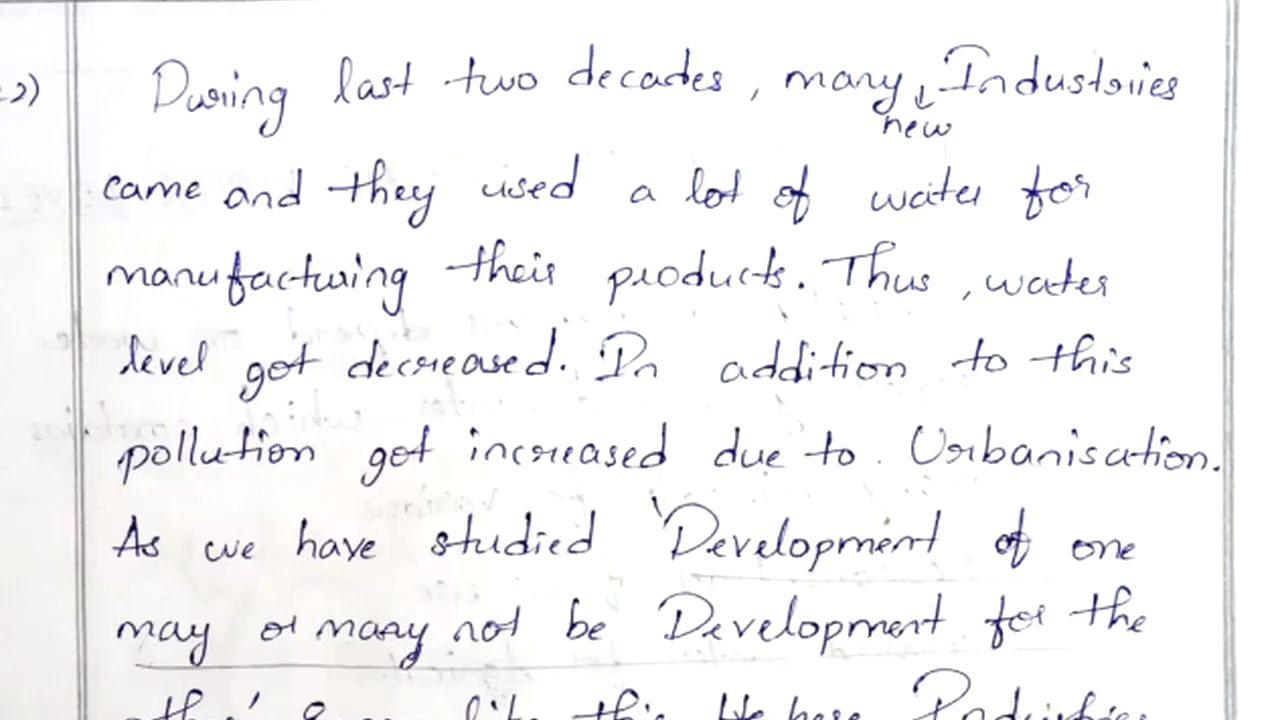 2) During last two decades, many ↓ Industries
new
came and they used a lot of water for
manufacturing their products. Thus, water
level got decreased. In addition to this
pollution got increased due to Urbanisation.
As we have studied 'Development of one
may or maay not be Development for the